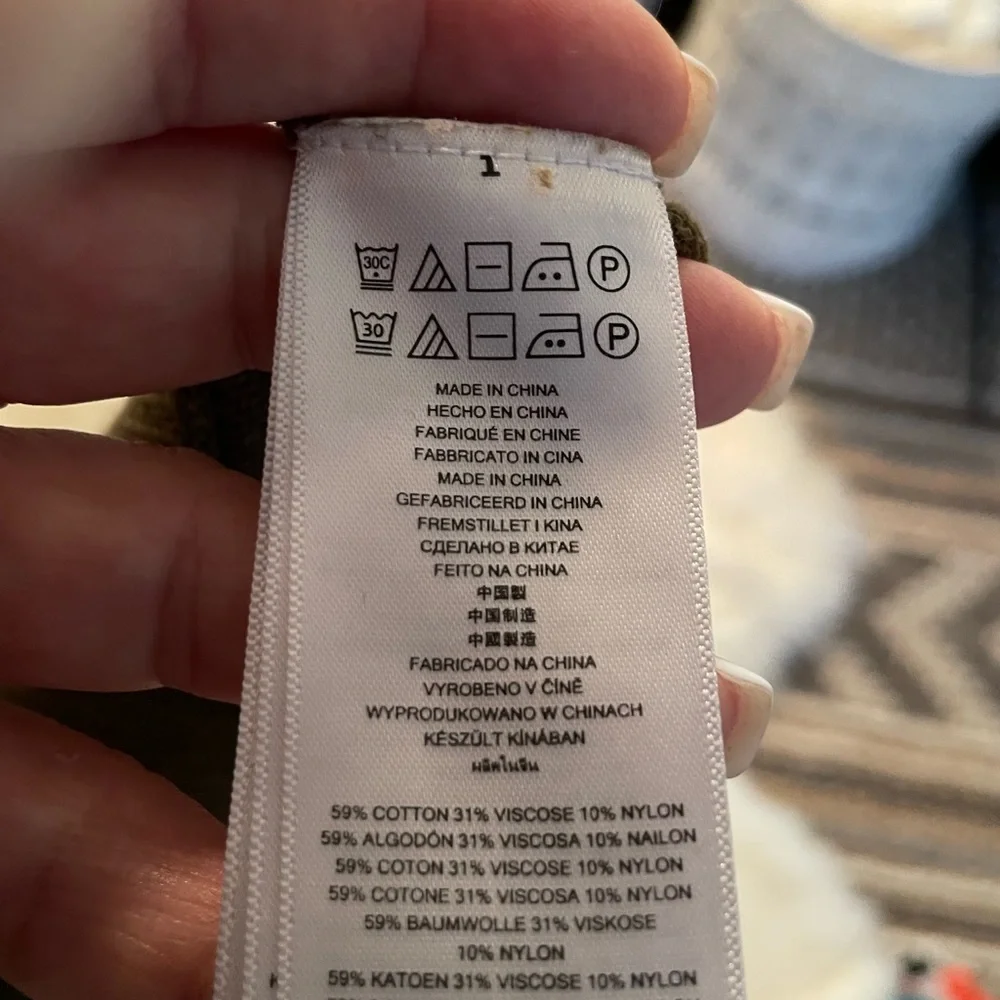 1
30C P
30 P
MADE IN CHINA
HECHO EN CHINA
FABRIQUÉ EN CHINE
FABBRICATO IN CINA
MADE IN CHINA
GEFABRICEERD IN CHINA
FREMSTILLET I KINA
СДЕЛАНО В КИТАЕ
FEITO NA CHINA
中国製
中国制造
中國製造
FABRICADO NA CHINA
VYROBENO V ČÍNĚ
WYPRODUKOWANO W CHINACH
KÉSZÜLT KÍNÁBAN
ผลิตในจีน
59% COTTON 31% VISCOSE 10% NYLON
59% ALGODÓN 31% VISCOSA 10% NAILON
59% COTON 31% VISCOSE 10% NYLON
59% COTONE 31% VISCOSA 10% NYLON
59% BAUMWOLLE 31% VISKOSE
10% NYLON
59% KATOEN 31% VISCOSE 10% NYLON